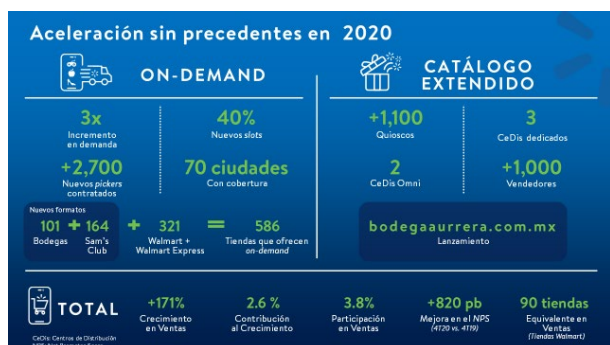 Aceleración sin precedentes en 2020
ON-DEMAND
3x
Incremento
en demanda
40%
Nuevos slots
+2,700
Nuevos pickers
contratados
70 ciudades
Con cobertura
Nuevos formatos
101 + 164 + 321 = 586
Bodegas
Sam's
Club
Walmart +
Walmart Express
Tiendas que ofrecen
on-demand
CATÁLOGO
EXTENDIDO
+1,100
Quioscos
3
CeDis dedicados
2
CeDis Omni
+1,000
Vendedores
bodegaaurrera.com.mx
Lanzamiento
TOTAL
+171%
Crecimiento
en Ventas
2.6 %
Contribución
al Crecimiento
3.8%
Participación
en Ventas
+820 pb
Mejora en el NPS
(4T20 vs. 4T19)
90 tiendas
Equivalente en
Ventas
(Tiendas Walmart)
CeDis: Centros de Distribución